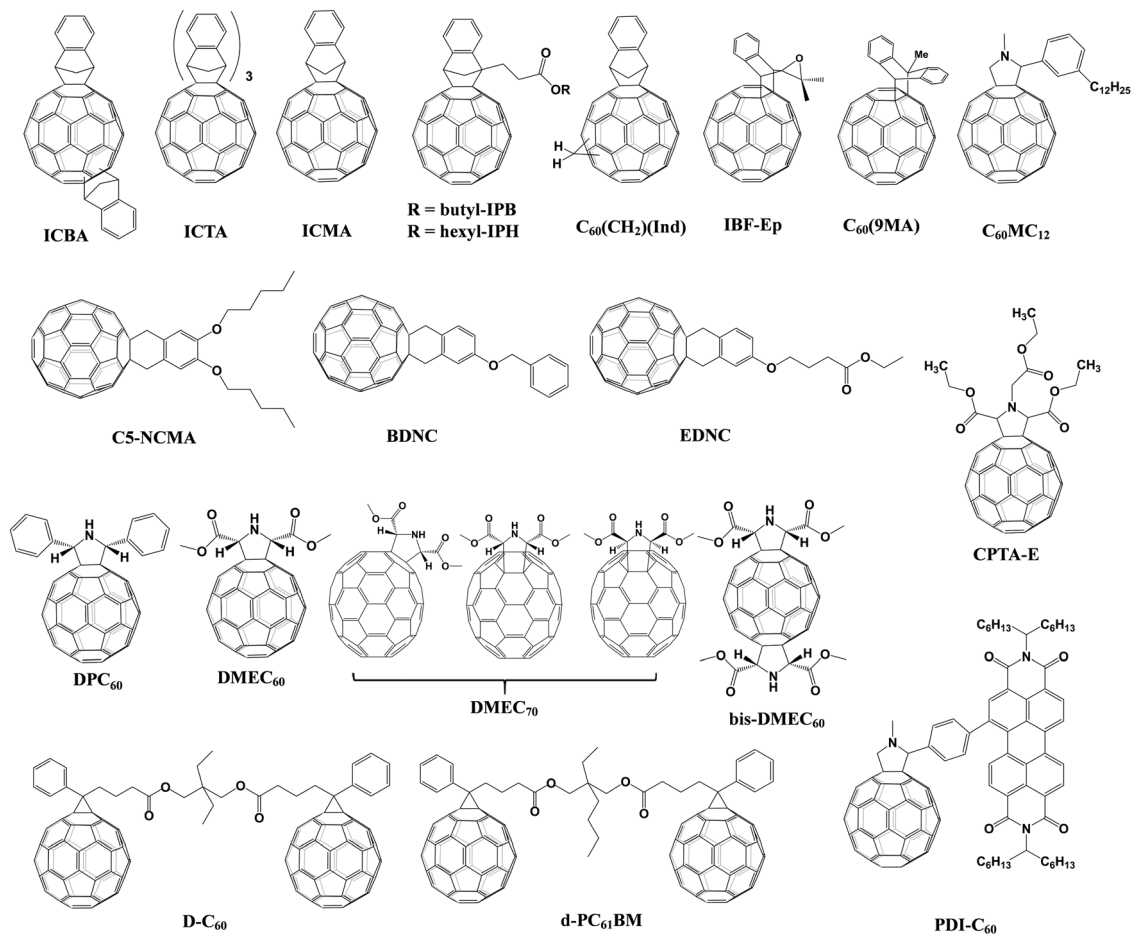 3
O
OR
H
H
O
Me
N
C12H25
ICBA
ICTA
ICMA
R = butyl-IPB
R = hexyl-IPH
C60(CH2)(Ind)
IBF-Ep
C60(9MA)
C60MC12
O
O
C5-NCMA
O
BDNC
O
O
O
EDNC
H3C
O
O
H3C
O
O
N
O
O
CH3
CPTA-E
H
N
H
H
DPC60
O
O
H
N
H
H
O
O
DMEC60
O
O
H
NH
H
O
O
O
O
H
N
H
H
O
O
O
O
H
N
H
H
O
O
DMEC70
O
O
H
H
N
H
O
O
O
O
H
N
H
H
O
O
bis-DMEC60
C6H13
C6H13
O
N
O
N
O
N
O
C6H13
C6H13
PDI-C60
O
O
O
O
D-C60
O
O
O
O
d-PC61BM